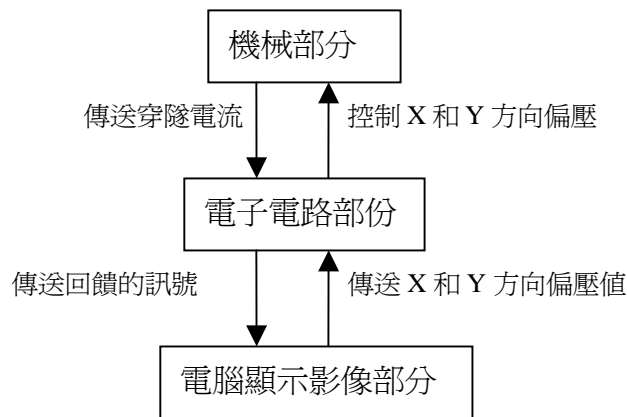 機械部分
傳送穿隧電流
控制 X 和 Y 方向偏壓
電子電路部份
傳送回饋的訊號
傳送 X 和 Y 方向偏壓值
電腦顯示影像部分